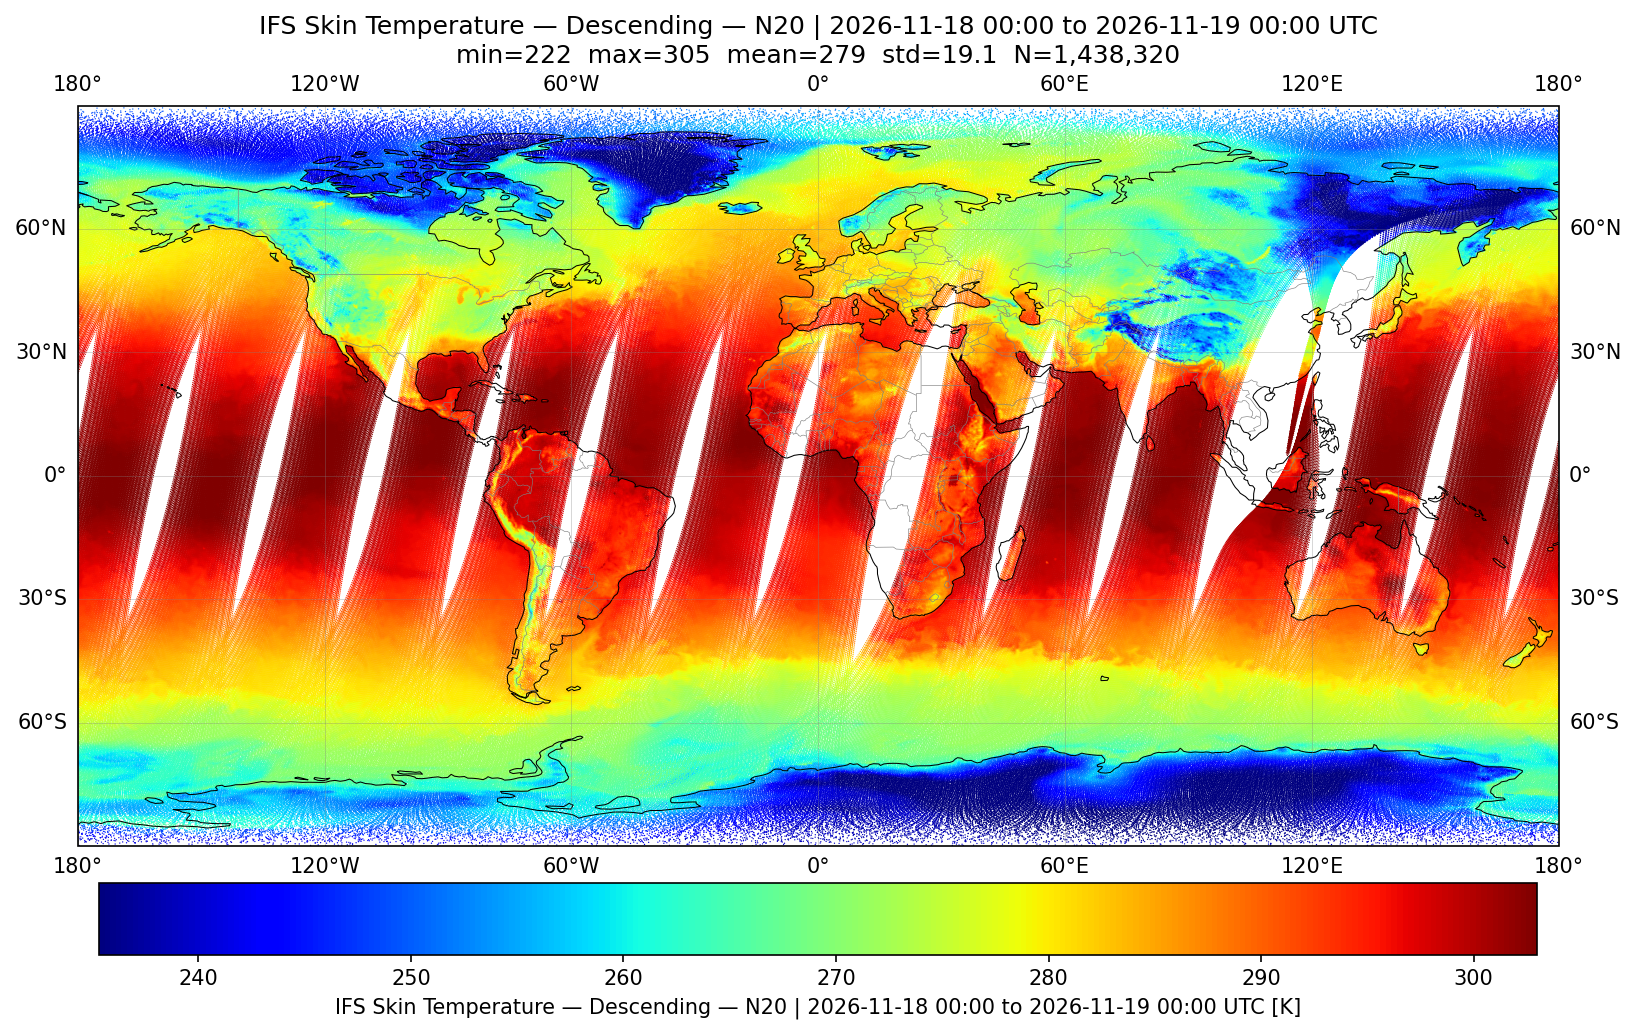 IFS Skin Temperature — Descending — N20 | 2026-11-18 00:00 to 2026-11-19 00:00 UTC
min=222 max=305 mean=279 std=19.1 N=1,438,320
180° 120°W 60°W 0° 60°E 120°E 180°
60°N 60°N
30°N 30°N
0° 0°
30°S 30°S
60°S 60°S
180° 120°W 60°W 0° 60°E 120°E 180°
240 250 260 270 280 290 300
IFS Skin Temperature — Descending — N20 | 2026-11-18 00:00 to 2026-11-19 00:00 UTC [K]